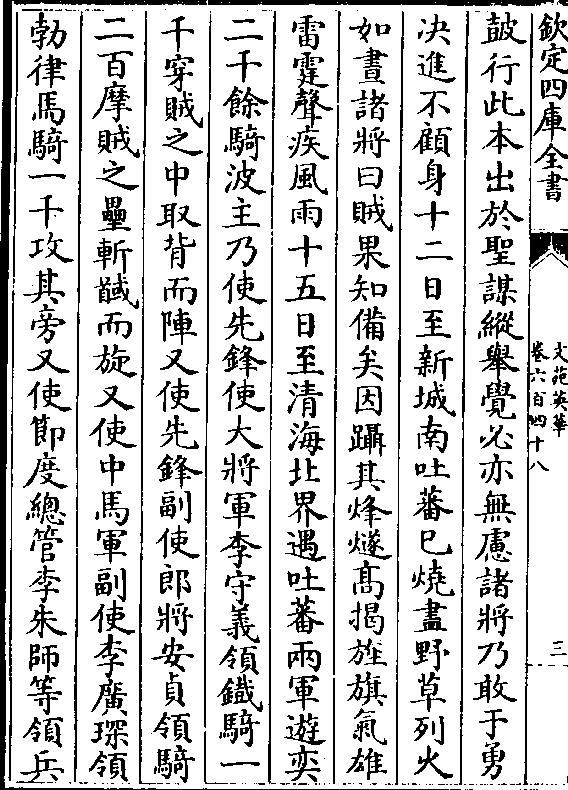 欽定四庫全書
文苑英華
卷六百四十八
三
皷行此本出於聖謀縱舉覺必亦無慮諸將乃敢于勇
决進不顧身十二日至新城南吐蕃已燒盡野草列火
如晝諸將曰賊果知備矣因躡其烽燧髙揭旌旗氣雄
雷霆聲疾風雨十五日至清海北界遇吐蕃兩軍遊奕
二千餘騎波主乃使先鋒使大將軍李守義領鐵騎一
千穿賊之中取背而陣又使先鋒副使郎將安貞領騎
二百摩賊之壘斬馘而旋又使中馬軍副使李廣琛領
勃律馬騎一千攻其旁又使節度總管李朱師等領兵